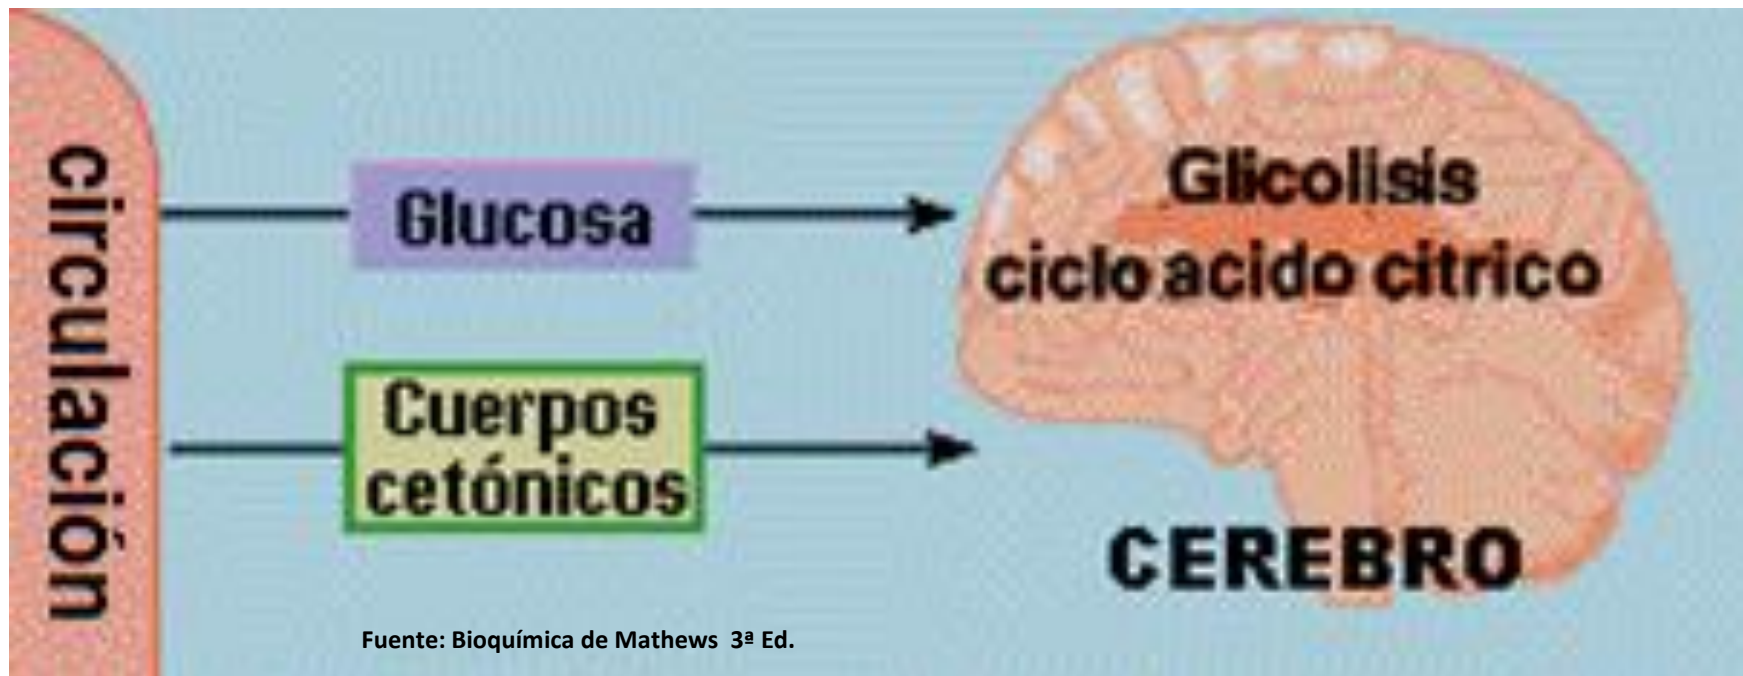 circulación
Glucosa
Cuerpos
cetónicos
Glicolisis
ciclo acido citrico
CEREBRO
Fuente: Bioquímica de Mathews 3ª Ed.